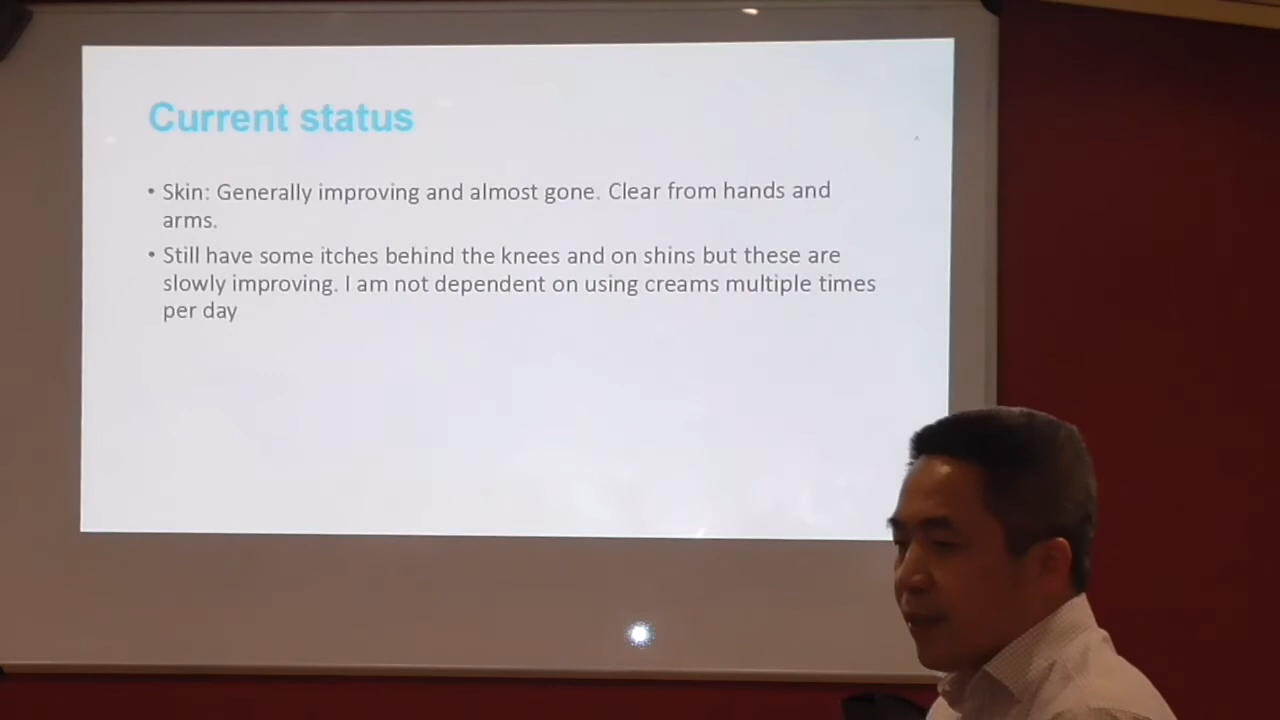 Current status
• Skin: Generally improving and almost gone. Clear from hands and
arms.
• Still have some itches behind the knees and on shins but these are
slowly improving. I am not dependent on using creams multiple times
per day